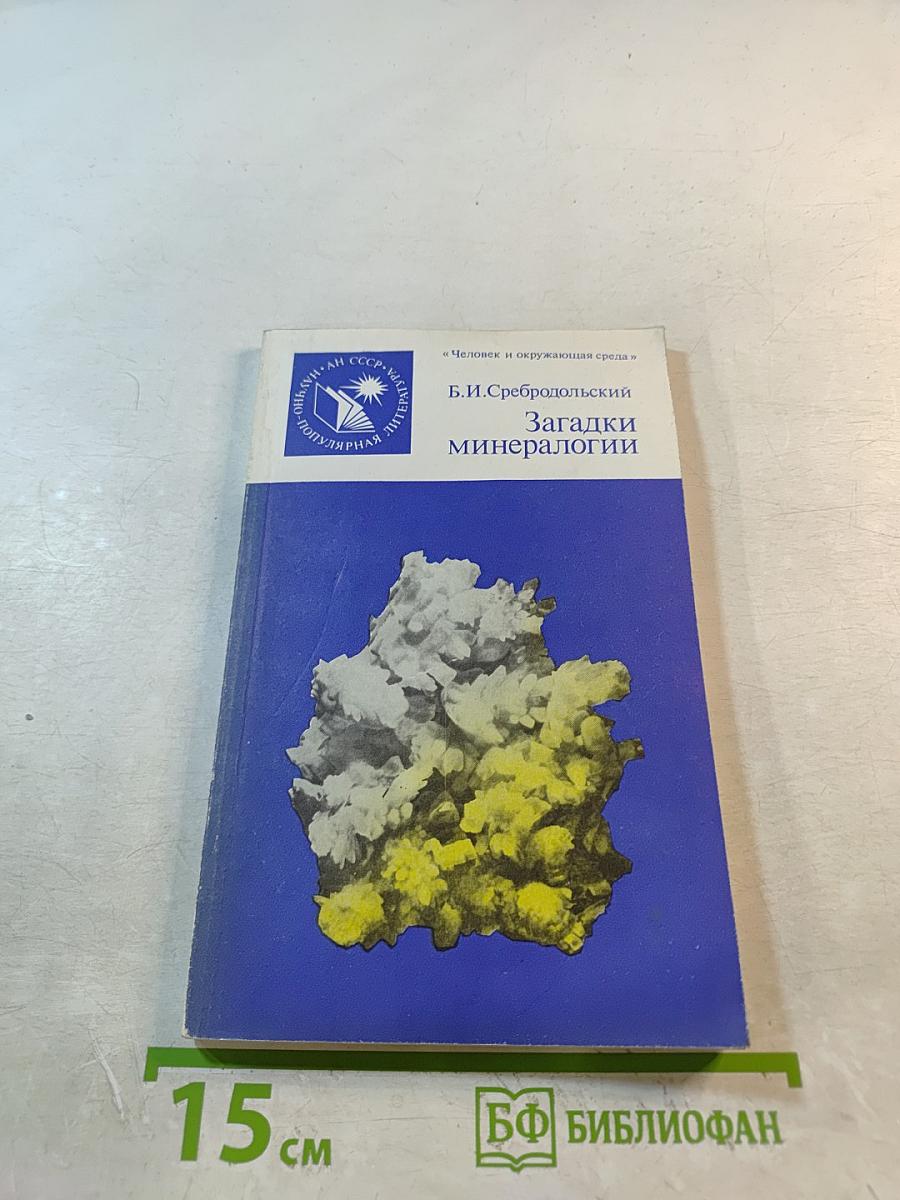 АН СССР • НАУЧНО-ПОПУЛЯРНАЯ ЛИТЕРАТУРА •
«Человек и окружающая среда»
Б.И.Сребродольский
Загадки
минералогии
15 см
БФ БИБЛИОФАН